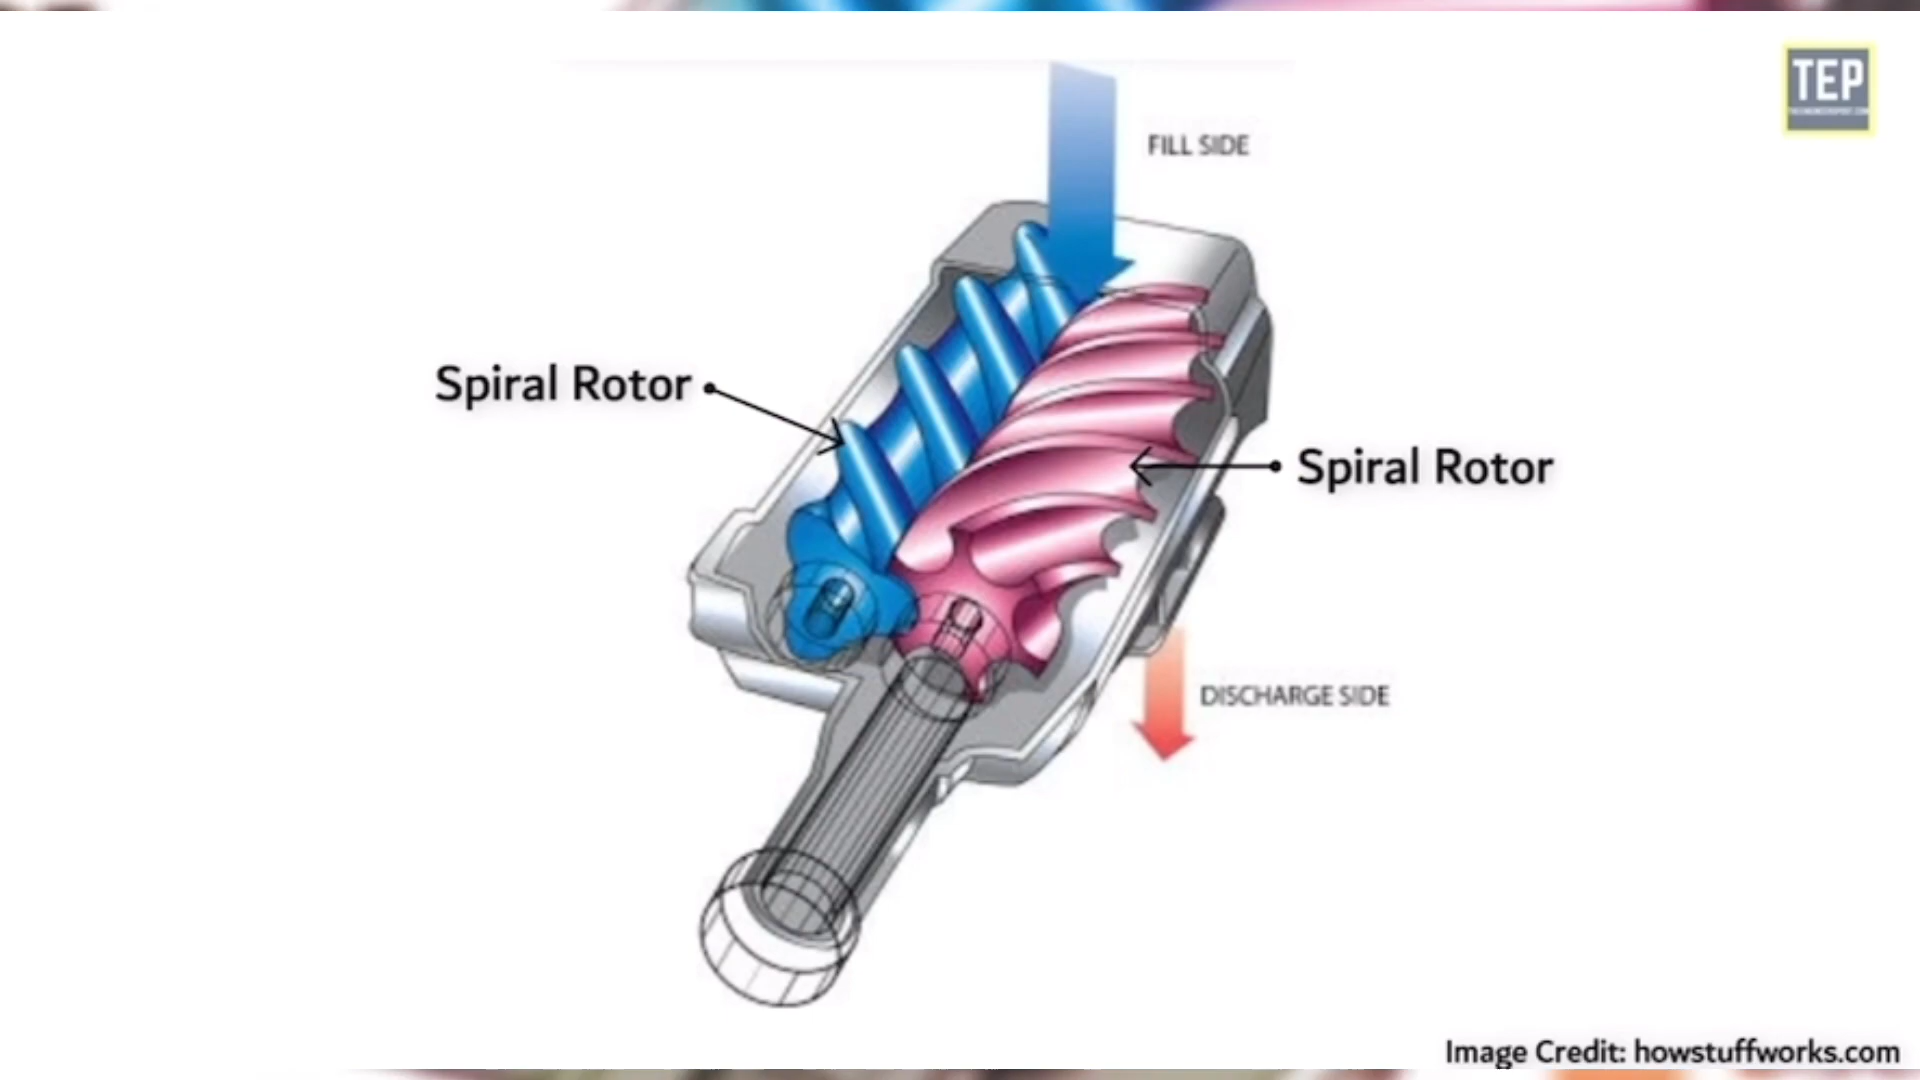 TEP
FILL SIDE
Spiral Rotor
Spiral Rotor
DISCHARGE SIDE
Image Credit: howstuffworks.com